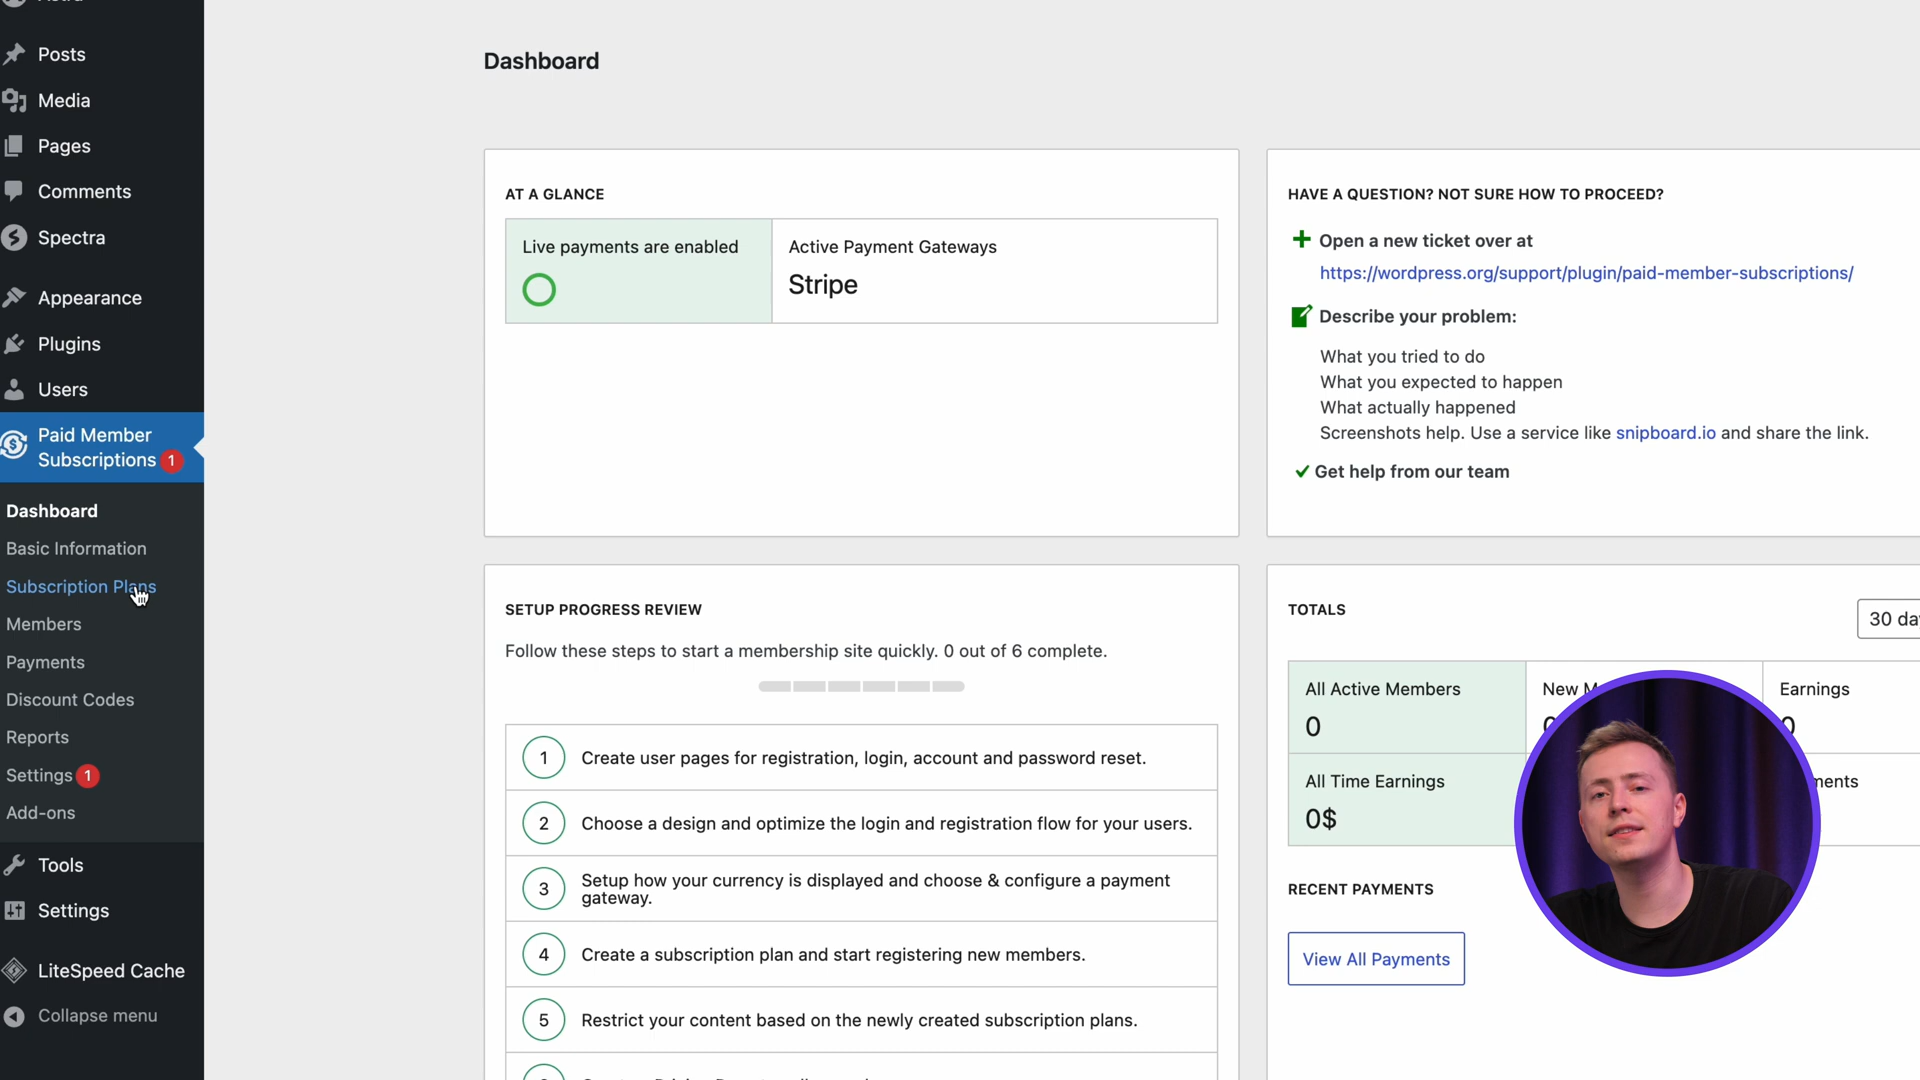 Posts
Media
Pages
Comments
Spectra
Appearance
Plugins
Users
Paid Member
Subscriptions 1
Dashboard
Basic Information
Subscription Plans
Members
Payments
Discount Codes
Reports
Settings 1
Add-ons
Tools
Settings
LiteSpeed Cache
Collapse menu
Dashboard
AT A GLANCE
Live payments are enabled
Active Payment Gateways
Stripe
HAVE A QUESTION? NOT SURE HOW TO PROCEED?
Open a new ticket over at
https://wordpress.org/support/plugin/paid-member-subscriptions/
Describe your problem:
What you tried to do
What you expected to happen
What actually happened
Screenshots help. Use a service like snipboard.io and share the link.
Get help from our team
SETUP PROGRESS REVIEW
Follow these steps to start a membership site quickly. 0 out of 6 complete.
1 Create user pages for registration, login, account and password reset.
2 Choose a design and optimize the login and registration flow for your users.
3 Setup how your currency is displayed and choose & configure a payment
gateway.
4 Create a subscription plan and start registering new members.
5 Restrict your content based on the newly created subscription plans.
TOTALS
30
All Active Members
0
New
Earnings
All Time Earnings
0$
RECENT PAYMENTS
View All Payments